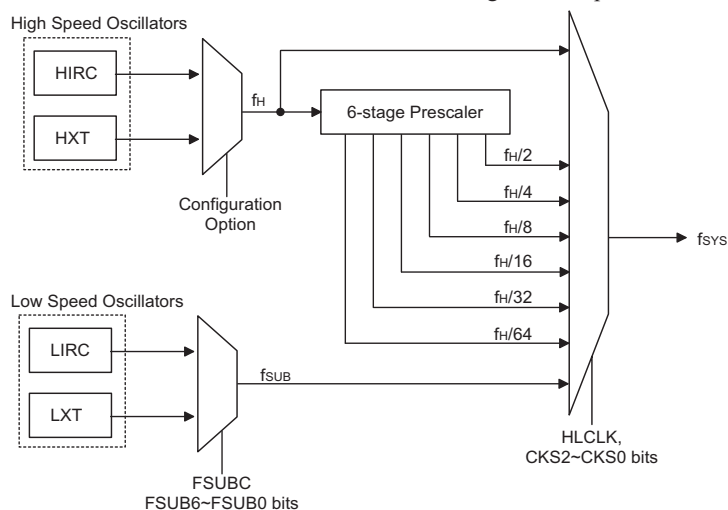 High Speed Oscillators
HIRC
HXT
fH
6-stage Prescaler
fH/2
fH/4
fH/8
fH/16
fH/32
fH/64
Configuration
Option
fSYS
Low Speed Oscillators
LIRC
LXT
fSUB
HLCLK,
CKS2~CKS0 bits
FSUBC
FSUB6~FSUB0 bits